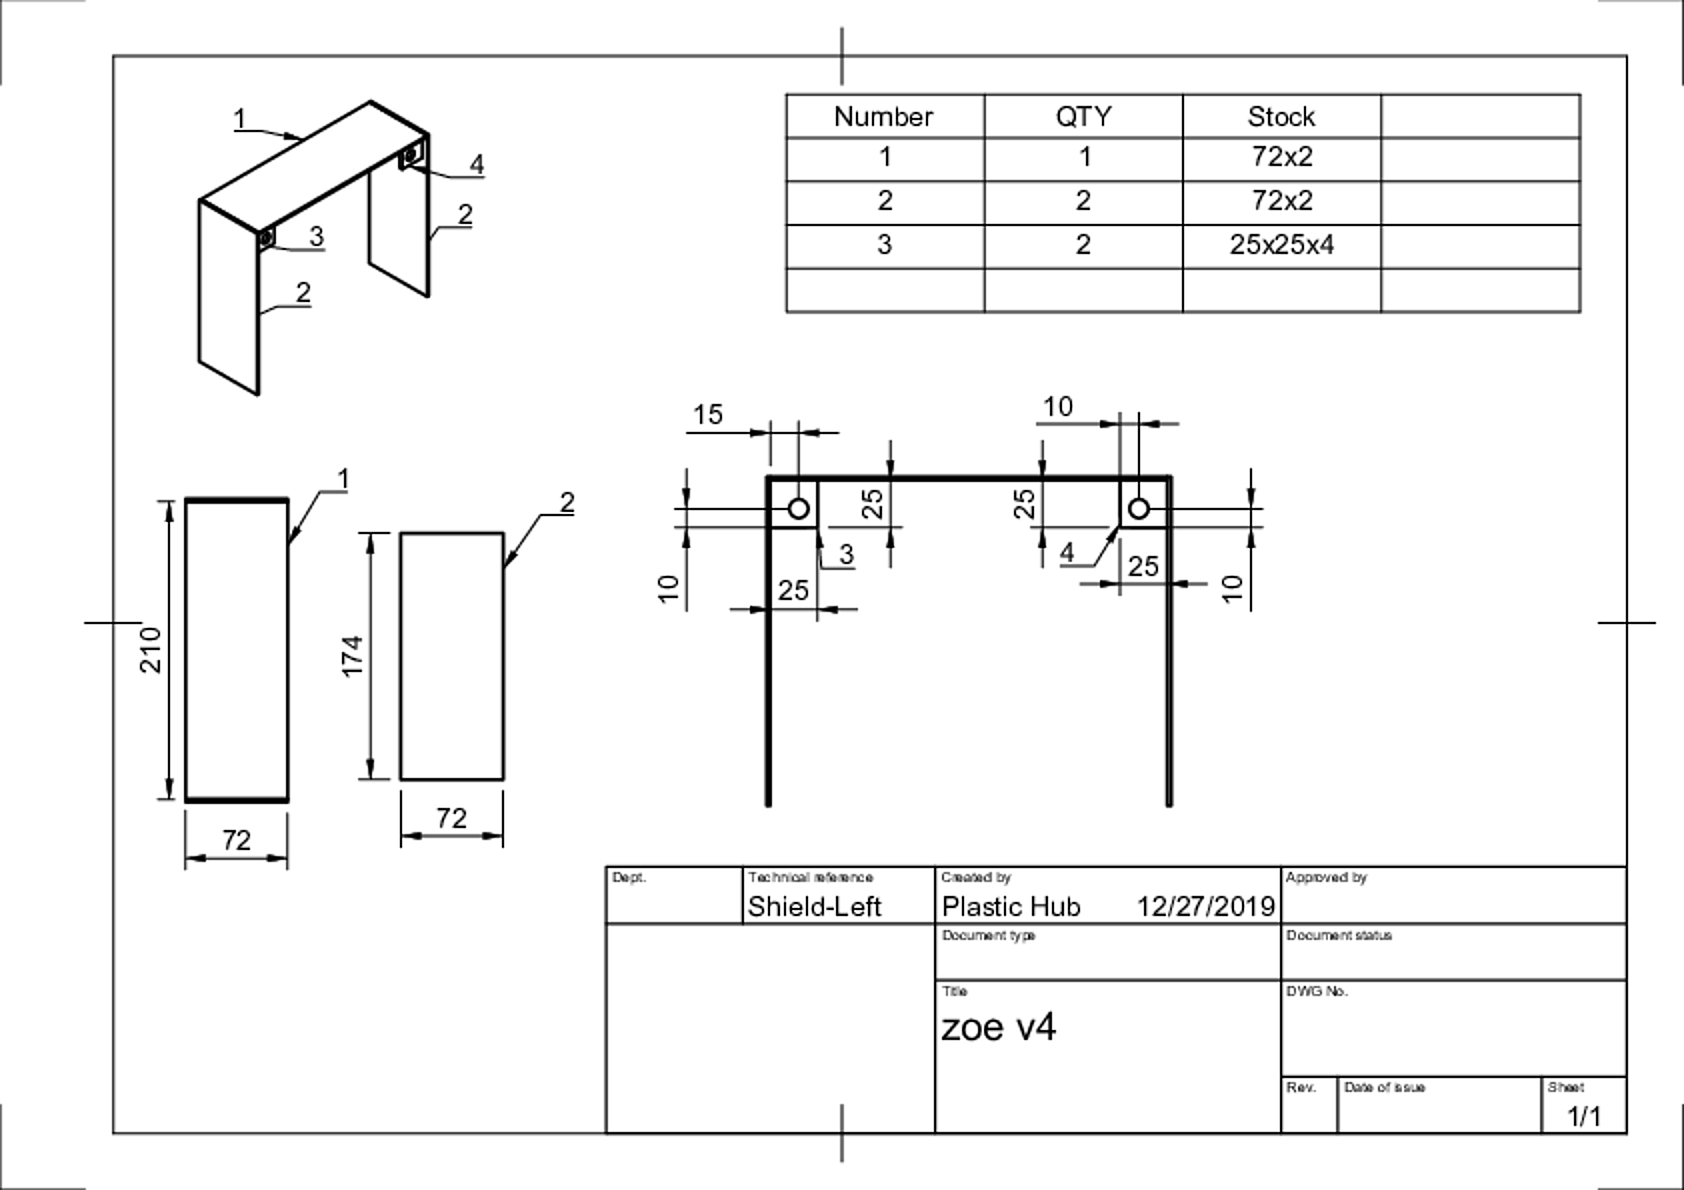 1
4
2
3
2
Number QTY Stock
1 1 72x2
2 2 72x2
3 2 25x25x4
1
210
72
2
174
72
15
10
25
25
3
4
10
25
25
10
Dept.
Technical reference
Shield-Left
Created by
Plastic Hub 12/27/2019
Approved by
Document type
Document status
Title
zoe v4
DWG No.
Rev.
Date of issue
Sheet
1/1